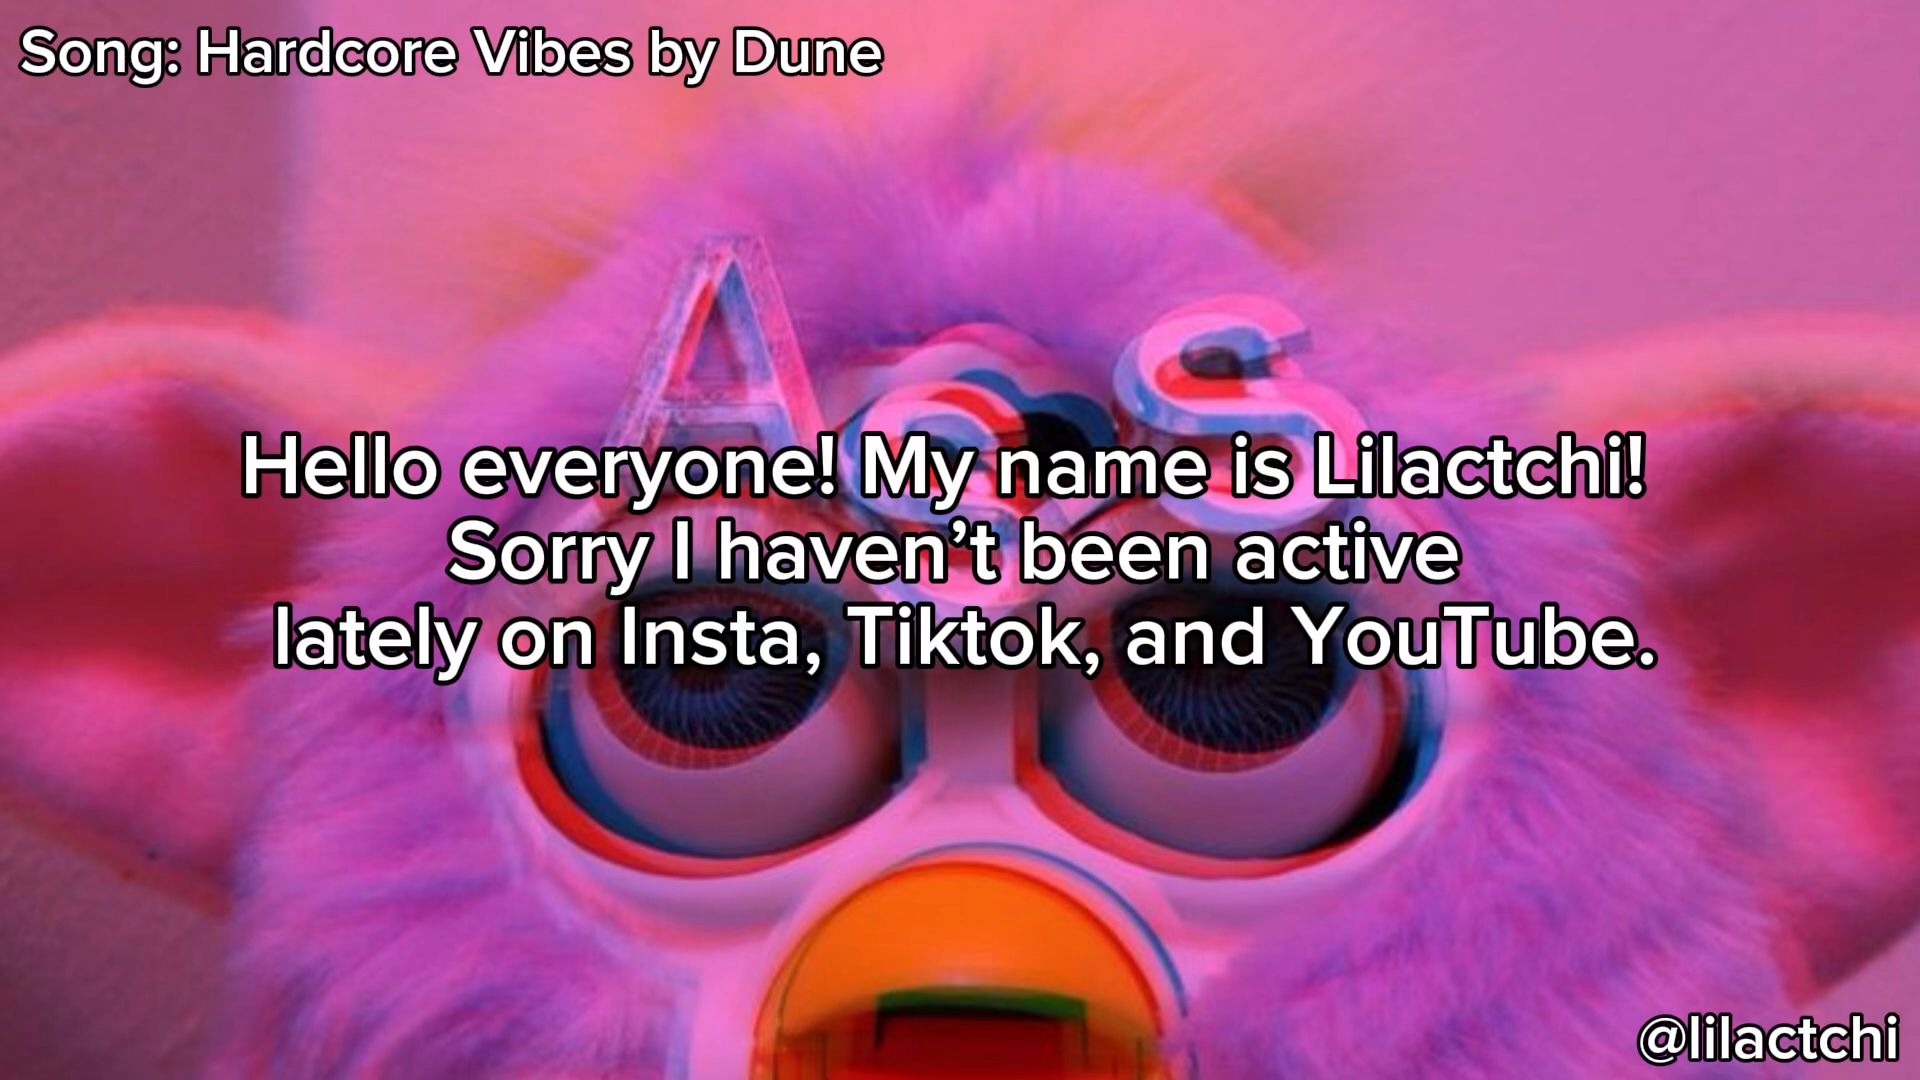 Song: Hardcore Vibes by Dune
A S
Hello everyone! My name is Lilactchi!
Sorry I haven’t been active
lately on Insta, Tiktok, and YouTube.
@lilactchi